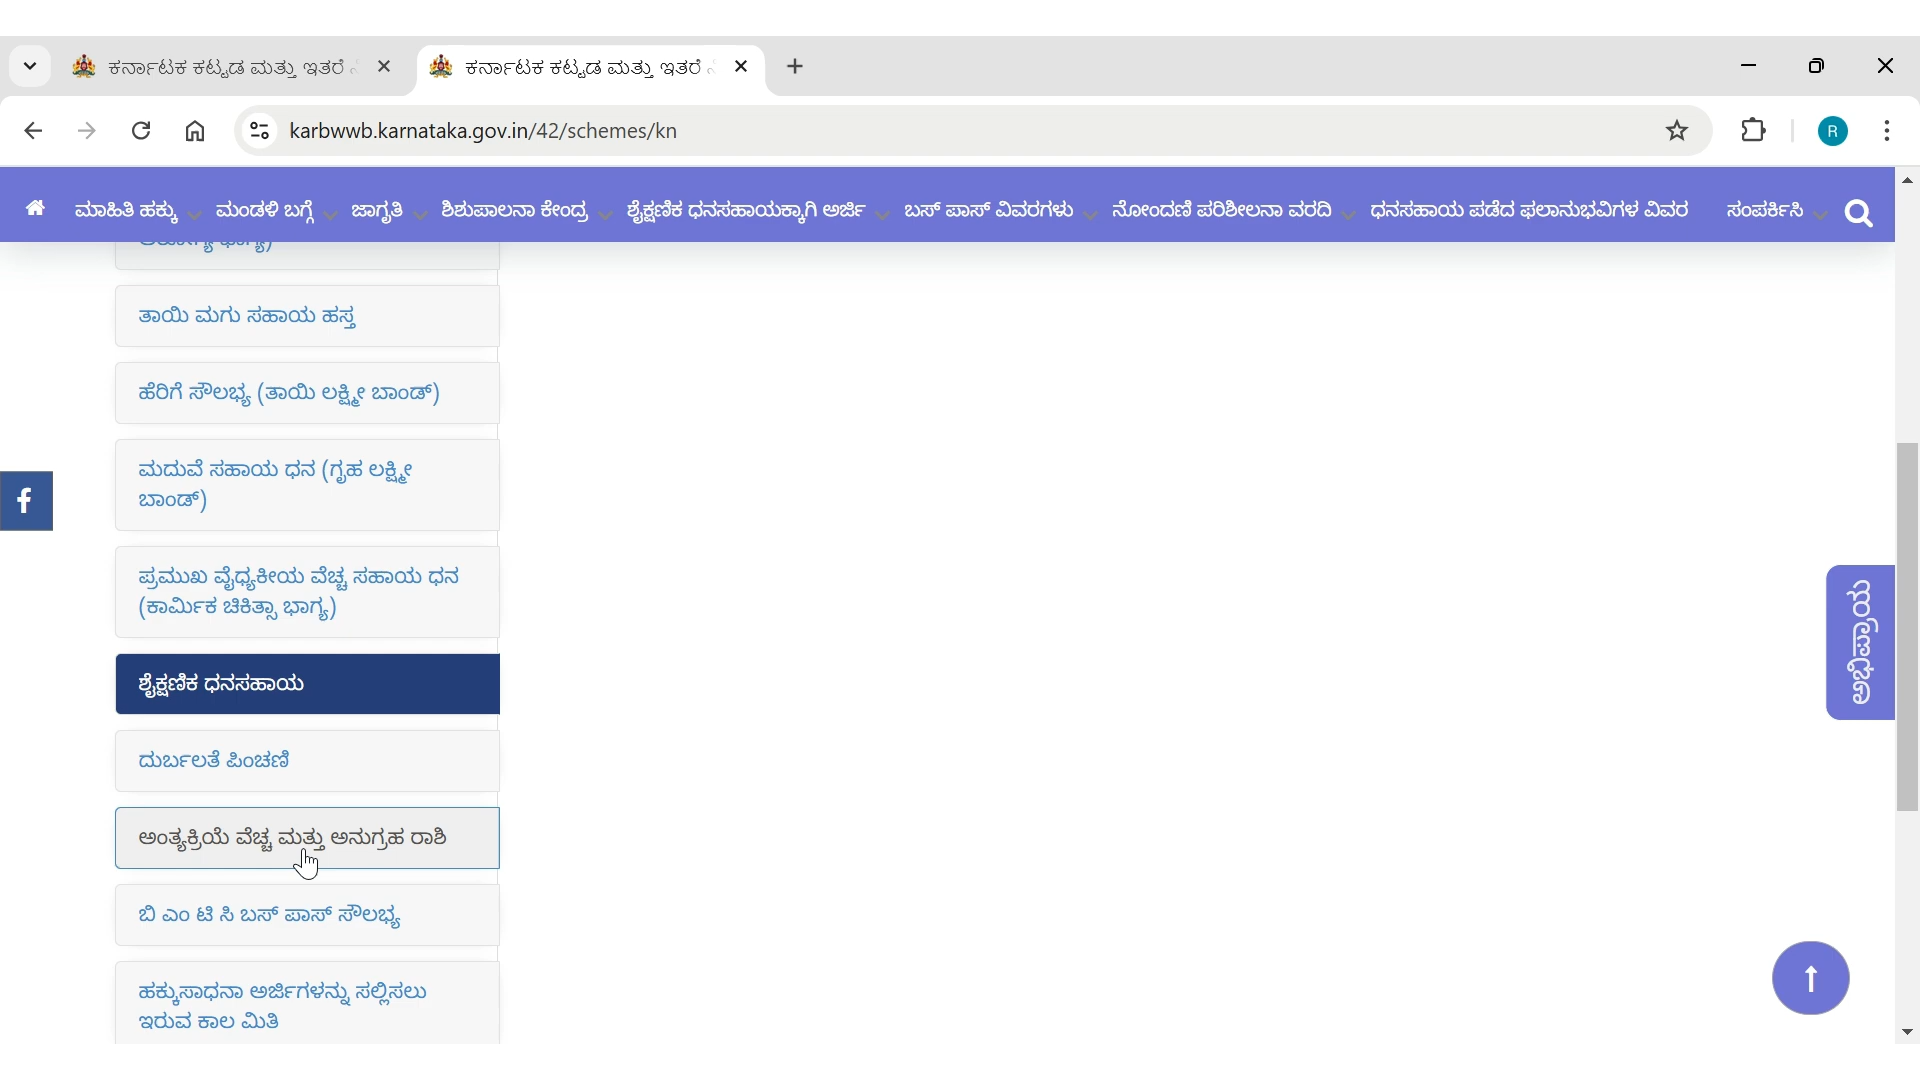 ಕರ್ನಾಟಕ ಕಟ್ಟಡ ಮತ್ತು ಇತರೆ
ಕರ್ನಾಟಕ ಕಟ್ಟಡ ಮತ್ತು ಇತರೆ
karbwwb.karnataka.gov.in/42/schemes/kn
R
ಮಾಹಿತಿ ಹಕ್ಕು ಮಂಡಳಿ ಬಗ್ಗೆ ಜಾಗೃತಿ ಶಿಶುಪಾಲನಾ ಕೇಂದ್ರ ಶೈಕ್ಷಣಿಕ ಧನಸಹಾಯಕ್ಕಾಗಿ ಅರ್ಜಿ ಬಸ್ ಪಾಸ್ ವಿವರಗಳು ನೋಂದಣಿ ಪರಿಶೀಲನಾ ವರದಿ ಧನಸಹಾಯ ಪಡೆದ ಫಲಾನುಭವಿಗಳ ವಿವರ ಸಂಪರ್ಕಿಸಿ
ತಾಯಿ ಮಗು ಸಹಾಯ ಹಸ್ತ
ಹೆರಿಗೆ ಸೌಲಭ್ಯ (ತಾಯಿ ಲಕ್ಷ್ಮೀ ಬಾಂಡ್)
ಮದುವೆ ಸಹಾಯ ಧನ (ಗೃಹ ಲಕ್ಷ್ಮೀ
ಬಾಂಡ್)
ಪ್ರಮುಖ ವೈಧ್ಯಕೀಯ ವೆಚ್ಚ ಸಹಾಯ ಧನ
(ಕಾರ್ಮಿಕ ಚಿಕಿತ್ಸಾ ಭಾಗ್ಯ)
ಶೈಕ್ಷಣಿಕ ಧನಸಹಾಯ
ದುರ್ಬಲತೆ ಪಿಂಚಣಿ
ಅಂತ್ಯಕ್ರಿಯೆ ವೆಚ್ಚ ಮತ್ತು ಅನುಗ್ರಹ ರಾಶಿ
ಬಿ ಎಂ ಟಿ ಸಿ ಬಸ್ ಪಾಸ್ ಸೌಲಭ್ಯ
ಹಕ್ಕುಸಾಧನಾ ಅರ್ಜಿಗಳನ್ನು ಸಲ್ಲಿಸಲು
ಇರುವ ಕಾಲ ಮಿತಿ
ಅಭಿಪ್ರಾಯ